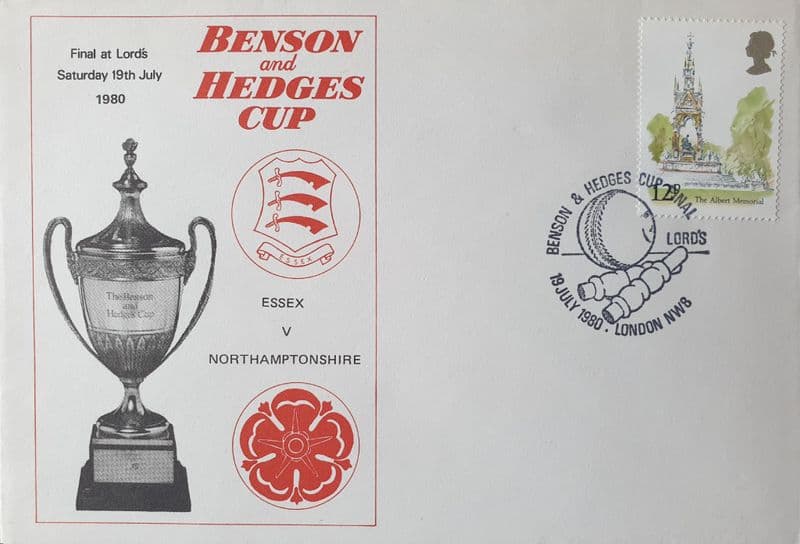 Final at Lord's
Saturday 19th July
1980
BENSON
and
HEDGES
CUP
ESSEX
The Benson
and
Hedges Cup
ESSEX
V
NORTHAMPTONSHIRE
12P
The Albert Memorial
BENSON & HEDGES CUP FINAL
LORD'S
19 JULY 1980 • LONDON NW8